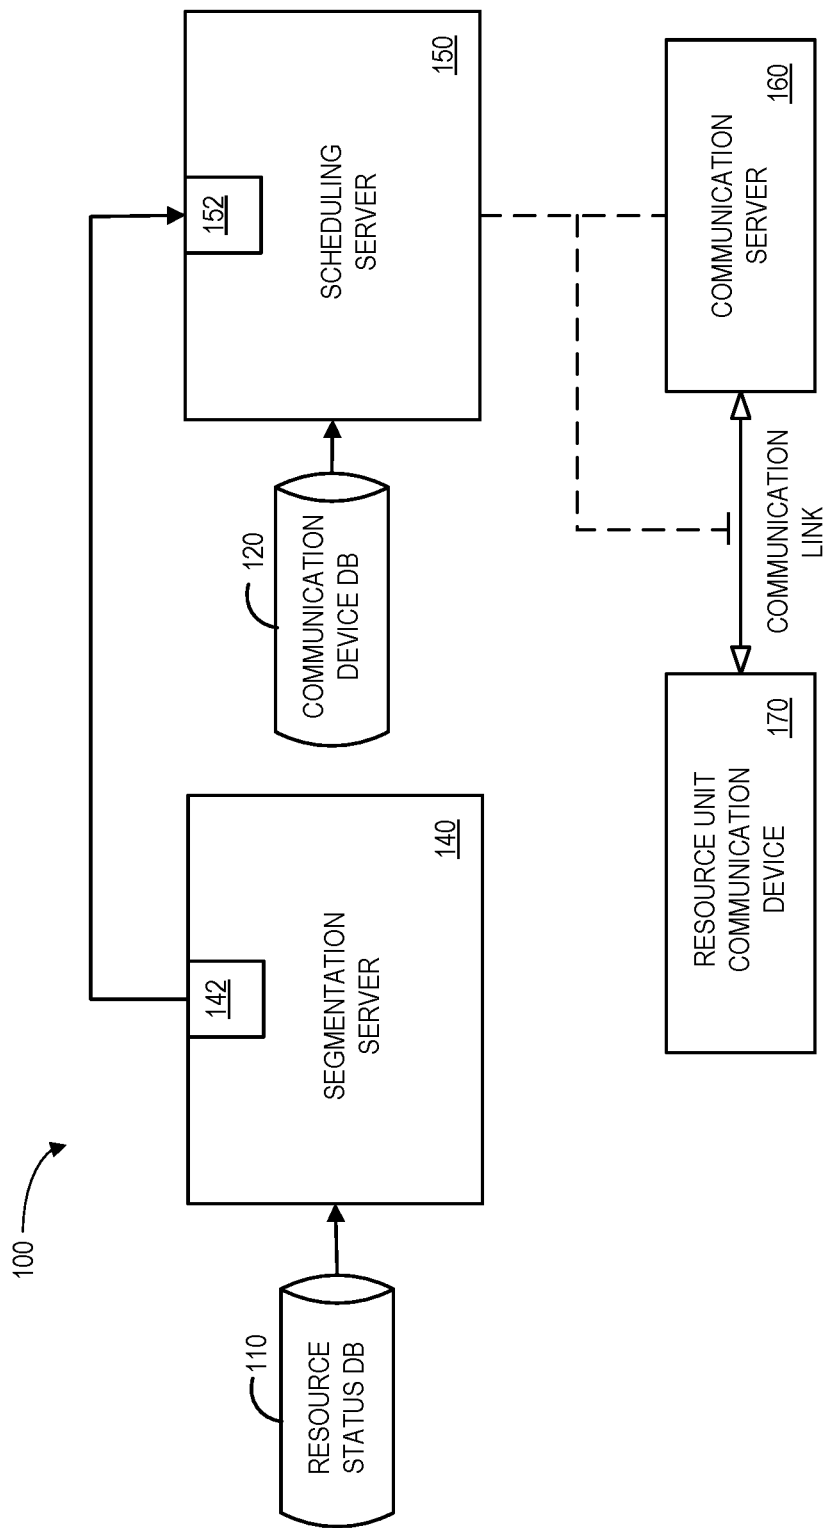 100
110
RESOURCE
STATUS DB
142
SEGMENTATION
SERVER
140
120
COMMUNICATION
DEVICE DB
152
SCHEDULING
SERVER
150
RESOURCE UNIT
COMMUNICATION
DEVICE
170
COMMUNICATION
LINK
COMMUNICATION
SERVER
160